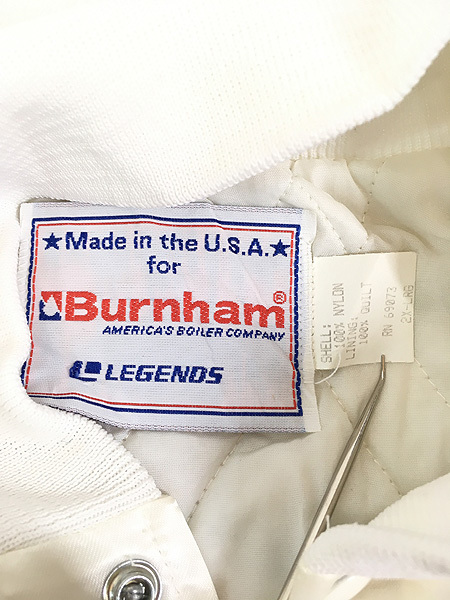 ★Made in the U.S.A.★
for
Burnham®
AMERICA'S BOILER COMPANY
LEGENDS
SHELL:
100% NYLON
LINING:
100% QUILT
RN 69073
2X-LRG